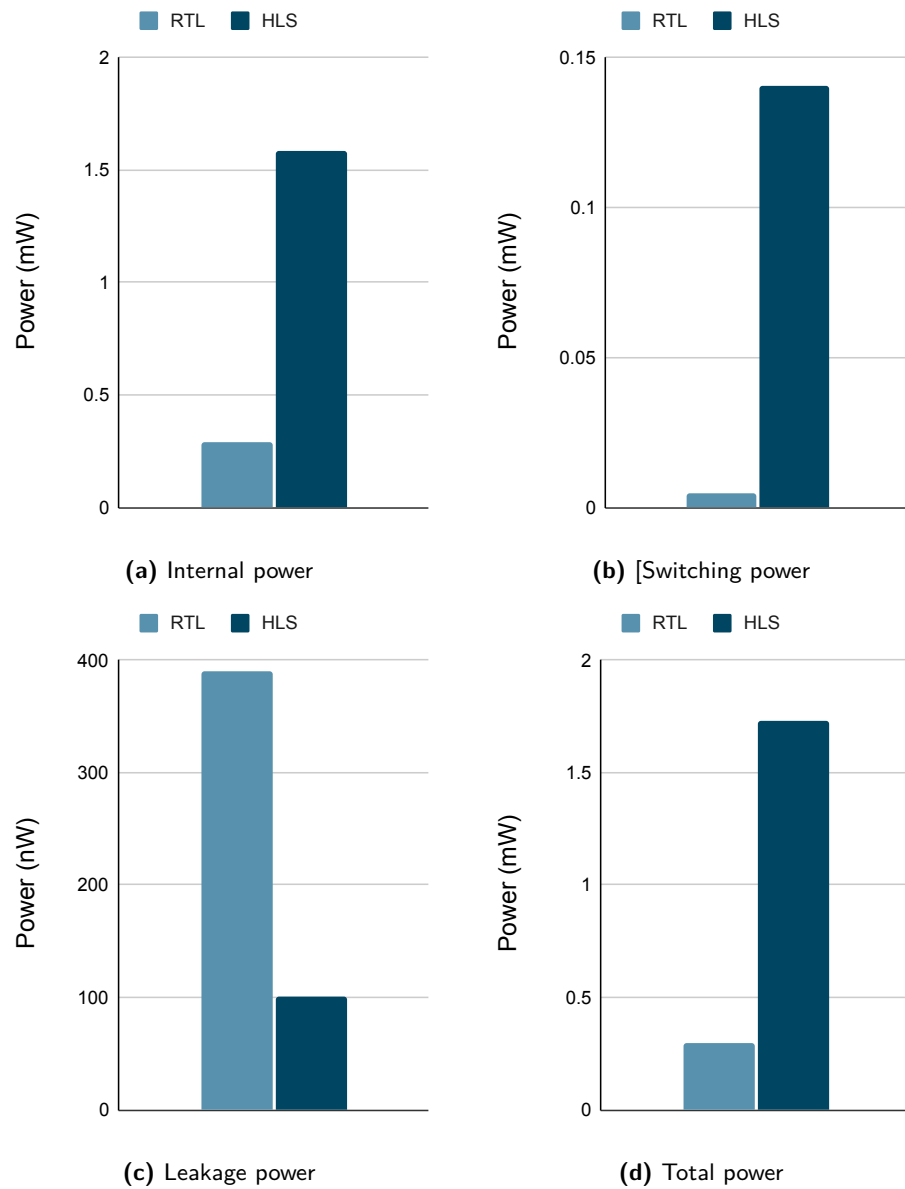 RTL HLS
2
1.5
1
0.5
0
Power (mW)
(a) Internal power
RTL HLS
0.15
0.1
0.05
0
Power (mW)
(b) [Switching power
RTL HLS
400
300
200
100
0
Power (nW)
(c) Leakage power
RTL HLS
2
1.5
1
0.5
0
Power (mW)
(d) Total power